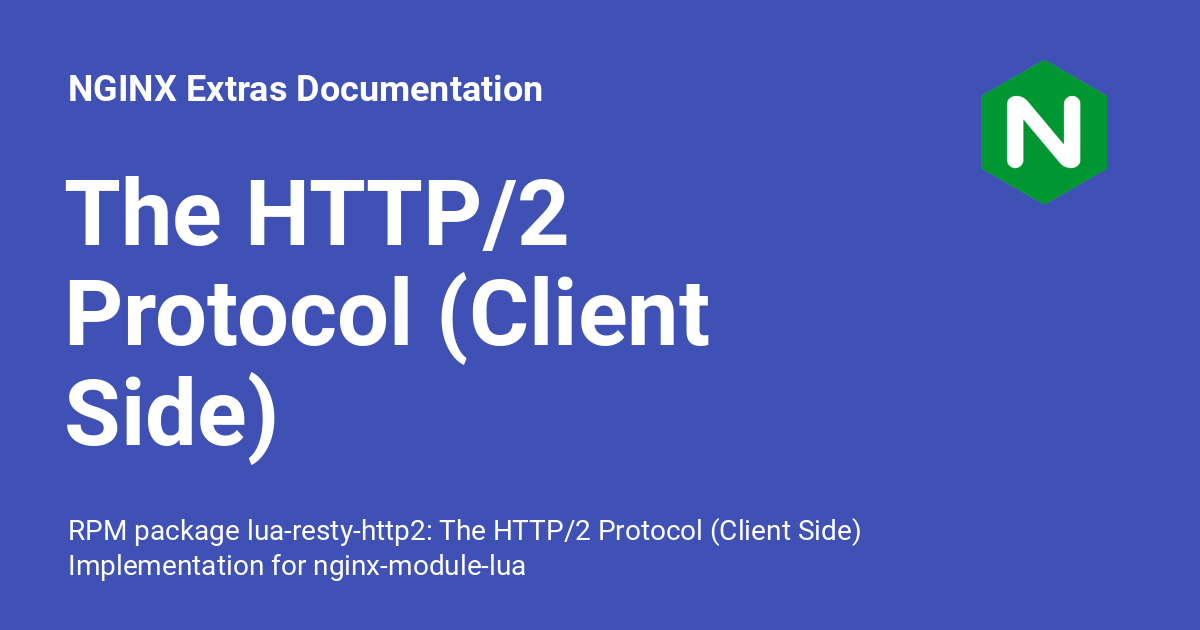 NGINX Extras Documentation
N
The HTTP/2
Protocol (Client
Side)
RPM package lua-resty-http2: The HTTP/2 Protocol (Client Side)
Implementation for nginx-module-lua